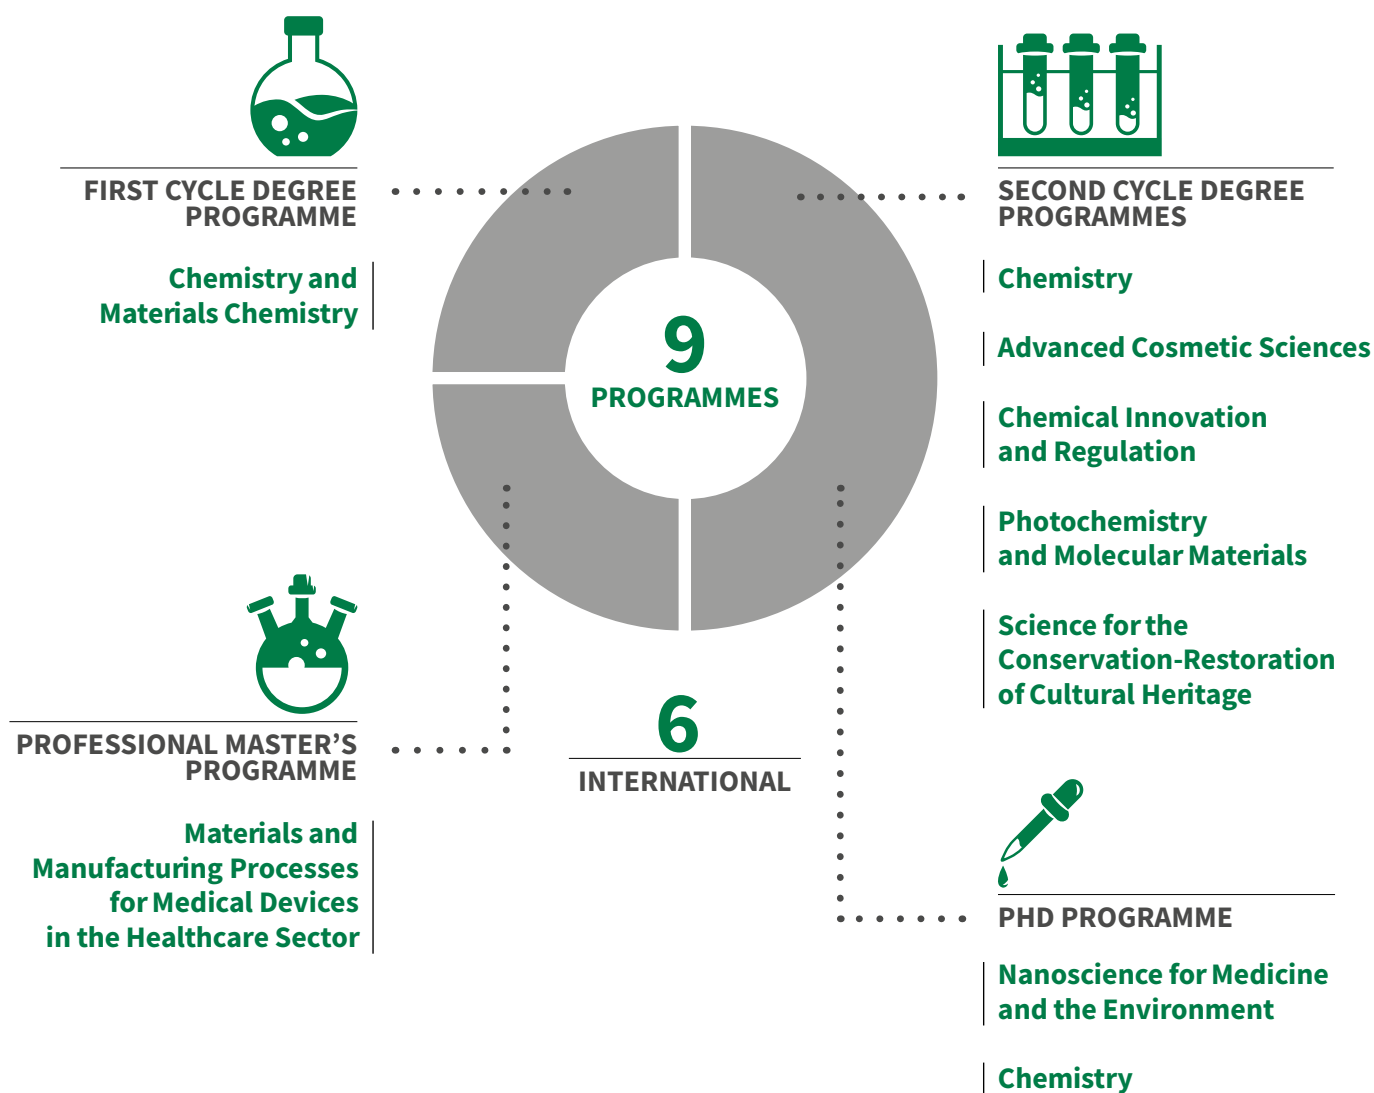 FIRST CYCLE DEGREE
PROGRAMME
Chemistry and
Materials Chemistry
SECOND CYCLE DEGREE
PROGRAMMES
Chemistry
Advanced Cosmetic Sciences
Chemical Innovation
and Regulation
Photochemistry
and Molecular Materials
Science for the
Conservation-Restoration
of Cultural Heritage
9
PROGRAMMES
6
INTERNATIONAL
PROFESSIONAL MASTER'S
PROGRAMME
Materials and
Manufacturing Processes
for Medical Devices
in the Healthcare Sector
PHD PROGRAMME
Nanoscience for Medicine
and the Environment
Chemistry